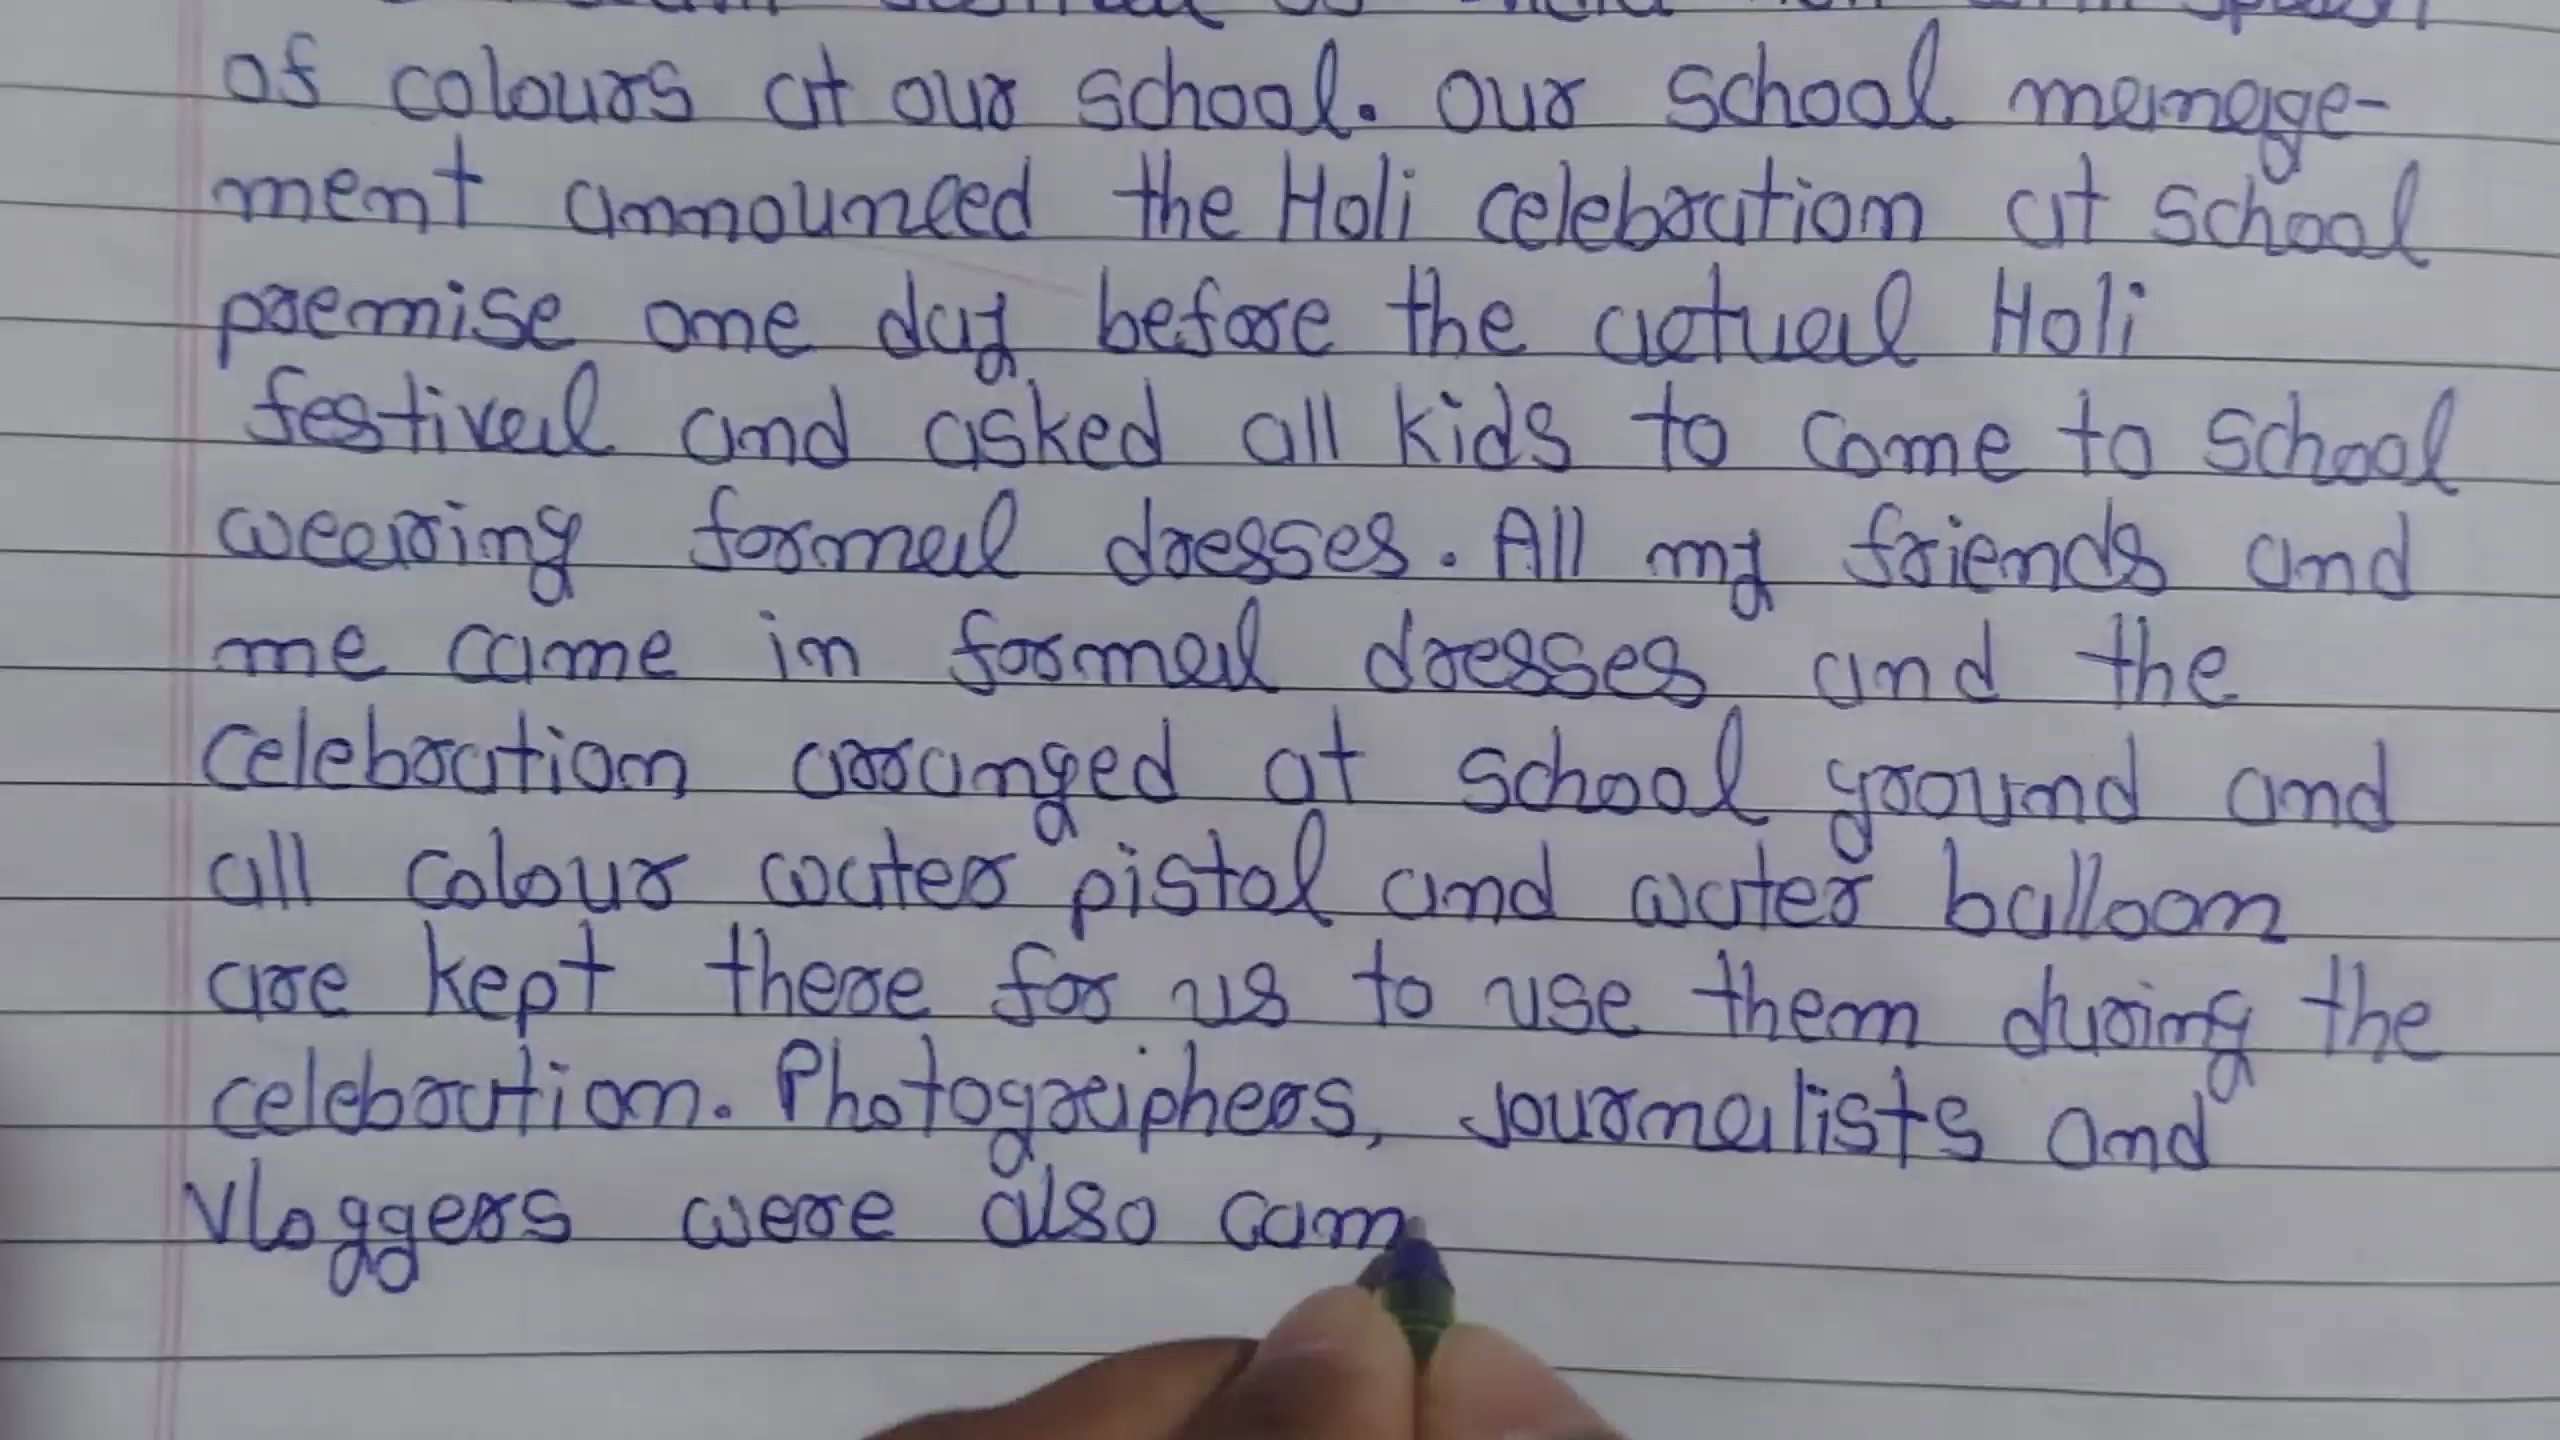 of colours at our school. Our school manage-
ment announced the Holi celebration at school
premise one day before the actual Holi
festival and asked all kids to come to school
wearing formal dresses. All my friends and
me came in formal dresses and the
celebration arranged at school ground and
all colour water pistol and water balloon
are kept there for us to use them during the
celebration. Photographers, Journalists and
vloggers were also cam